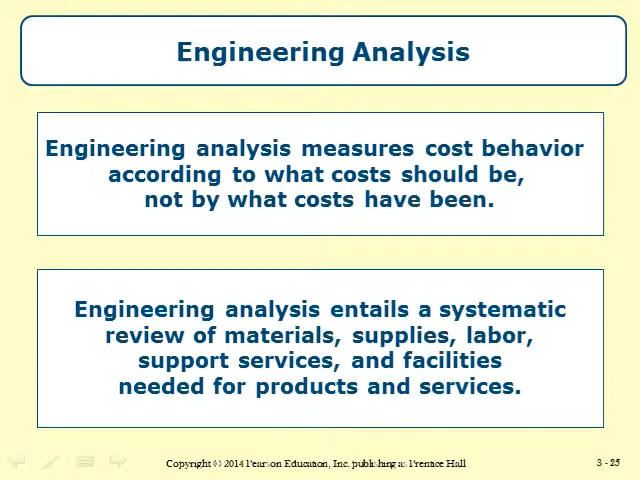 Engineering Analysis
Engineering analysis measures cost behavior
according to what costs should be,
not by what costs have been.
Engineering analysis entails a systematic
review of materials, supplies, labor,
support services, and facilities
needed for products and services.
Copyright © 2014 Pearson Education, Inc. publishing as Prentice Hall
3 - 25